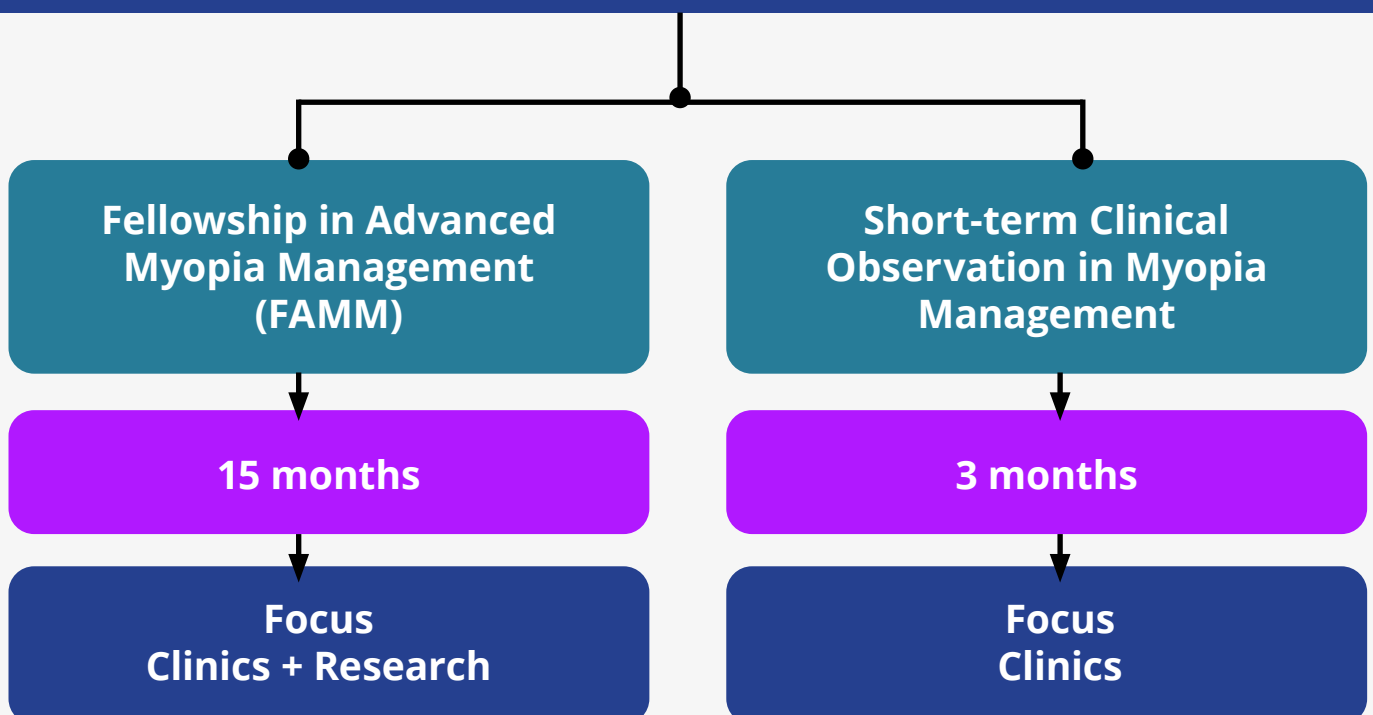 Fellowship in Advanced
Myopia Management
(FAMM)
15 months
Focus
Clinics + Research
Short-term Clinical
Observation in Myopia
Management
3 months
Focus
Clinics